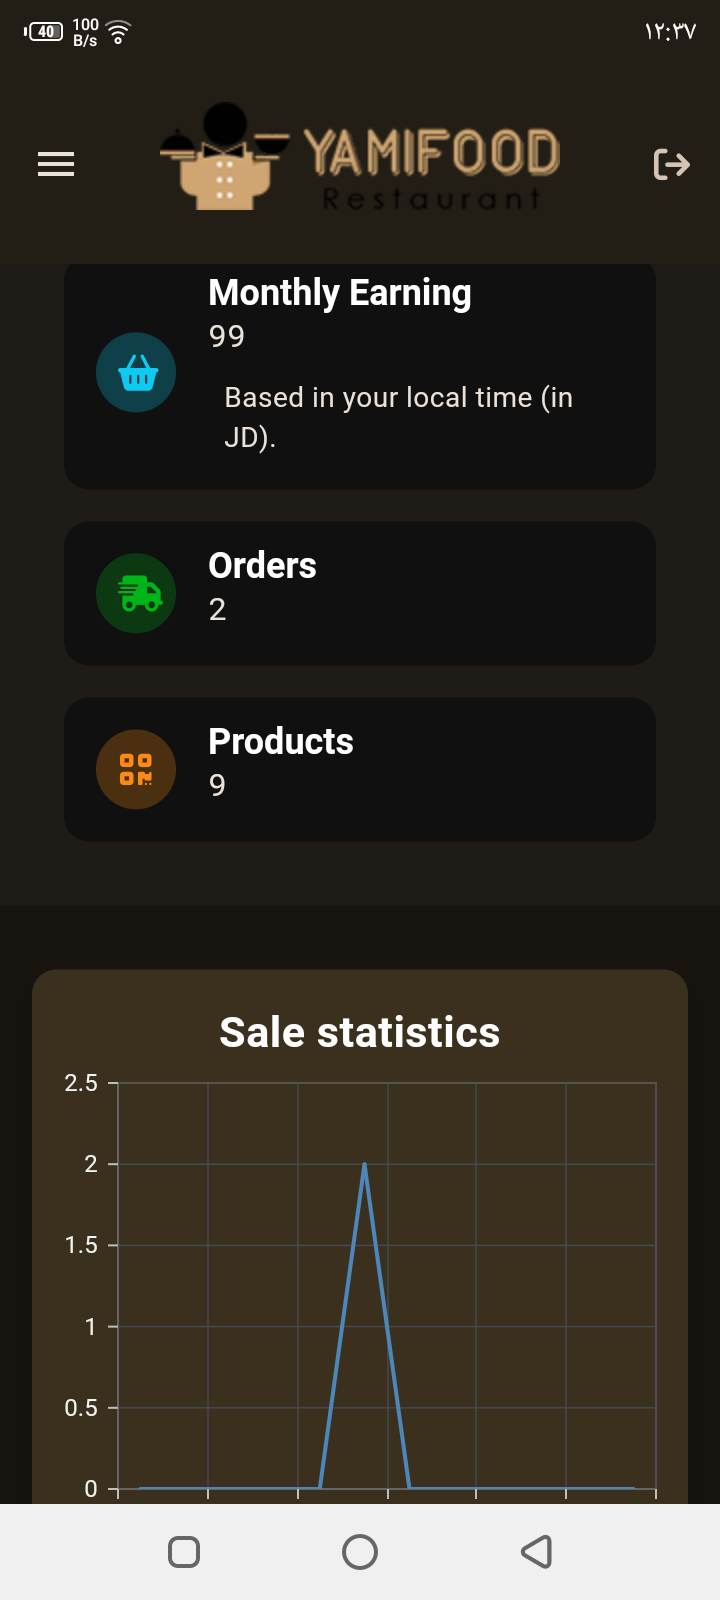 40
100
B/s
١٢:٣٧
YAMIFOOD
Restaurant
Monthly Earning
99
Based in your local time (in
JD).
Orders
2
Products
9
Sale statistics
2.5
2
1.5
1
0.5
0